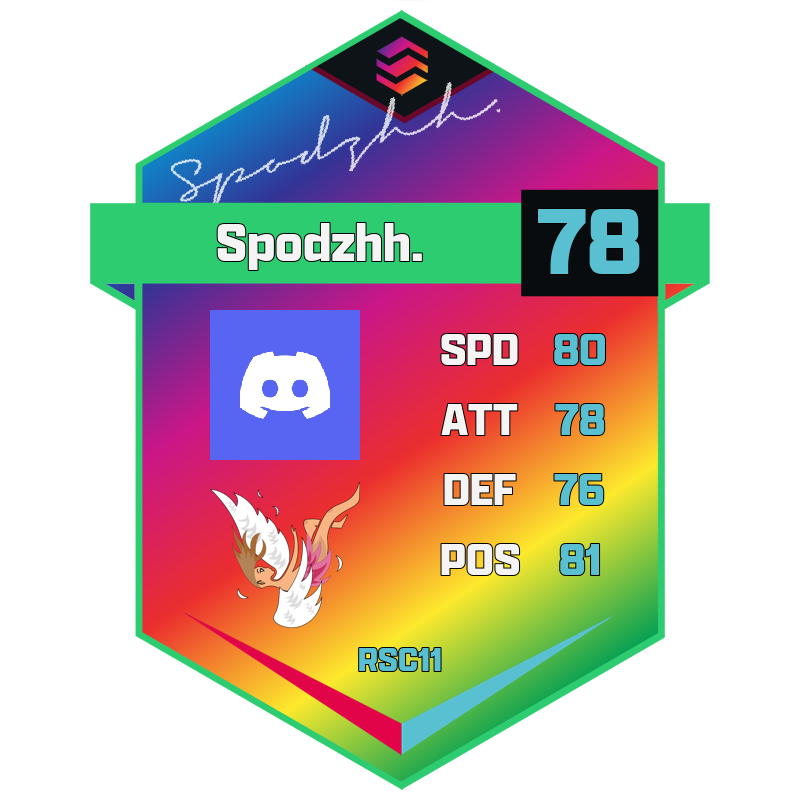 Spodzhh.
Spodzhh. 78
SPD 80
ATT 78
DEF 76
POS 81
RSC11